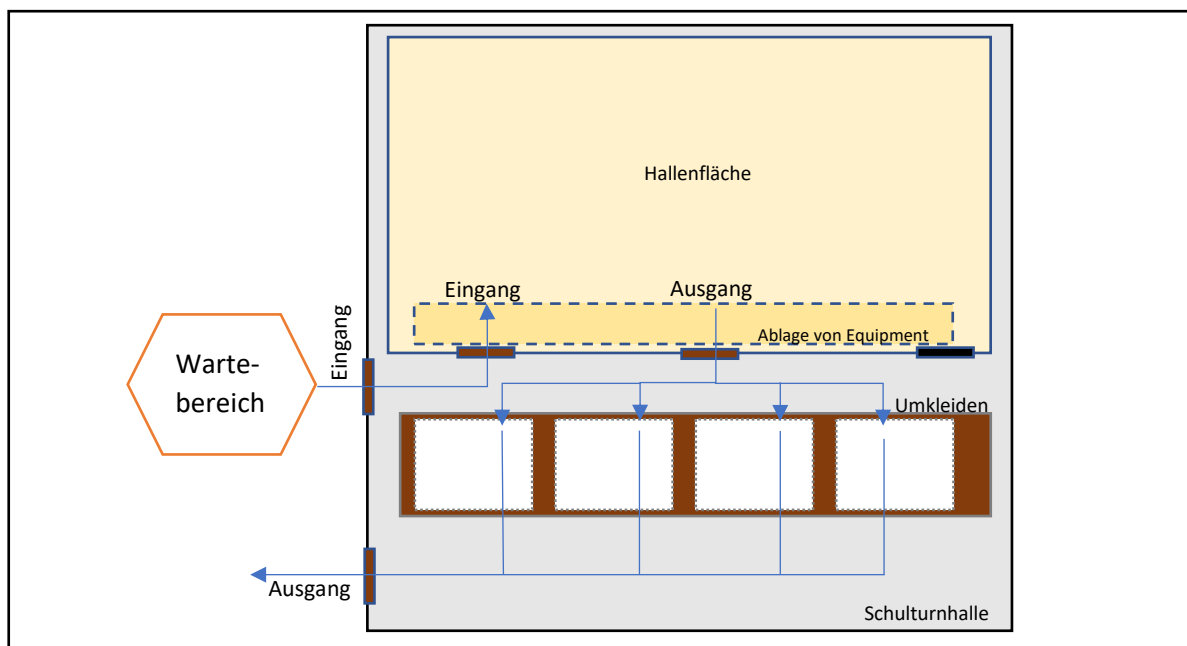 Hallenfläche
Eingang
Ausgang
Ablage von Equipment
Eingang
Warte-
bereich
Umkleiden
Ausgang
Schulturnhalle